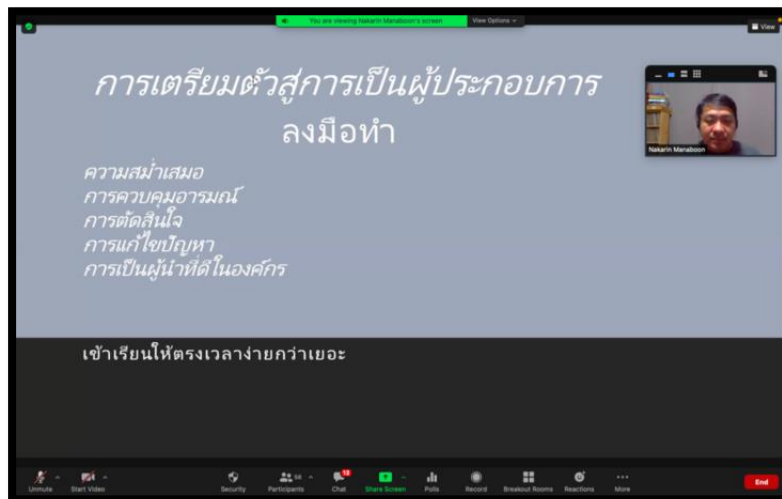 You are viewing Nakarin Manaboon's screen View Options
View
การเตรียมตัวสู่การเป็นผู้ประกอบการ
ลงมือทำ
Nakarin Manaboon
ความสม่ำเสมอ
การควบคุมอารมณ์
การตัดสินใจ
การแก้ไขปัญหา
การเป็นผู้นำที่ดีในองค์กร
เข้าเรียนให้ตรงเวลาง่ายกว่าเยอะ
Unmute Start Video Security Participants Chat Share Screen Polls Record Breakout Rooms Reactions More End